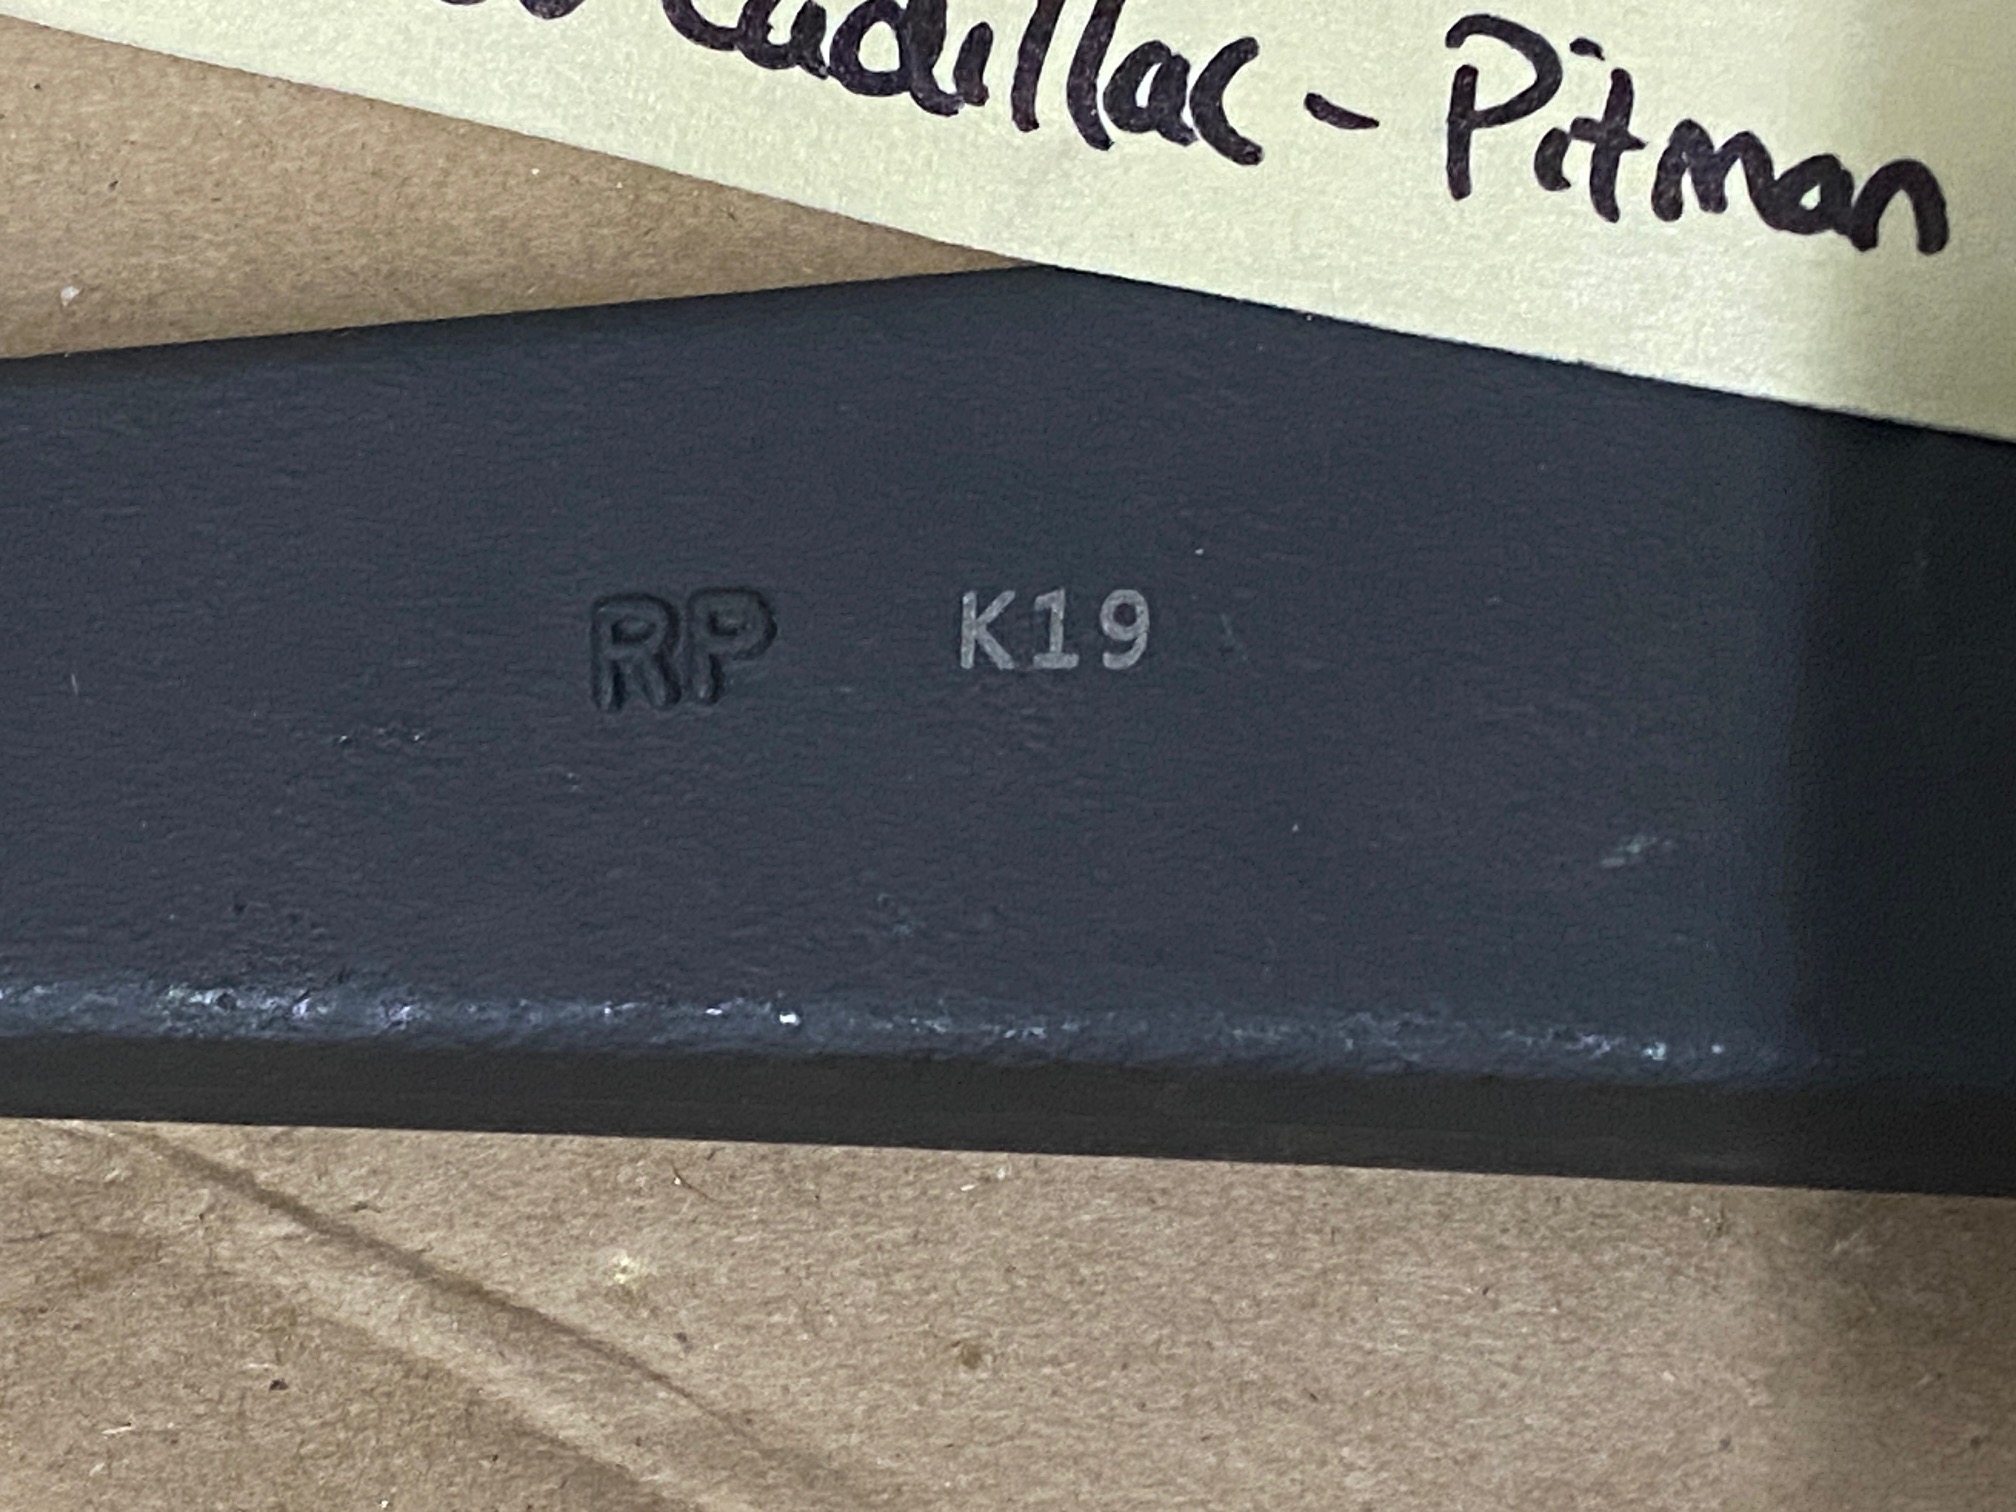 Cadillac - Pitman
RP K19